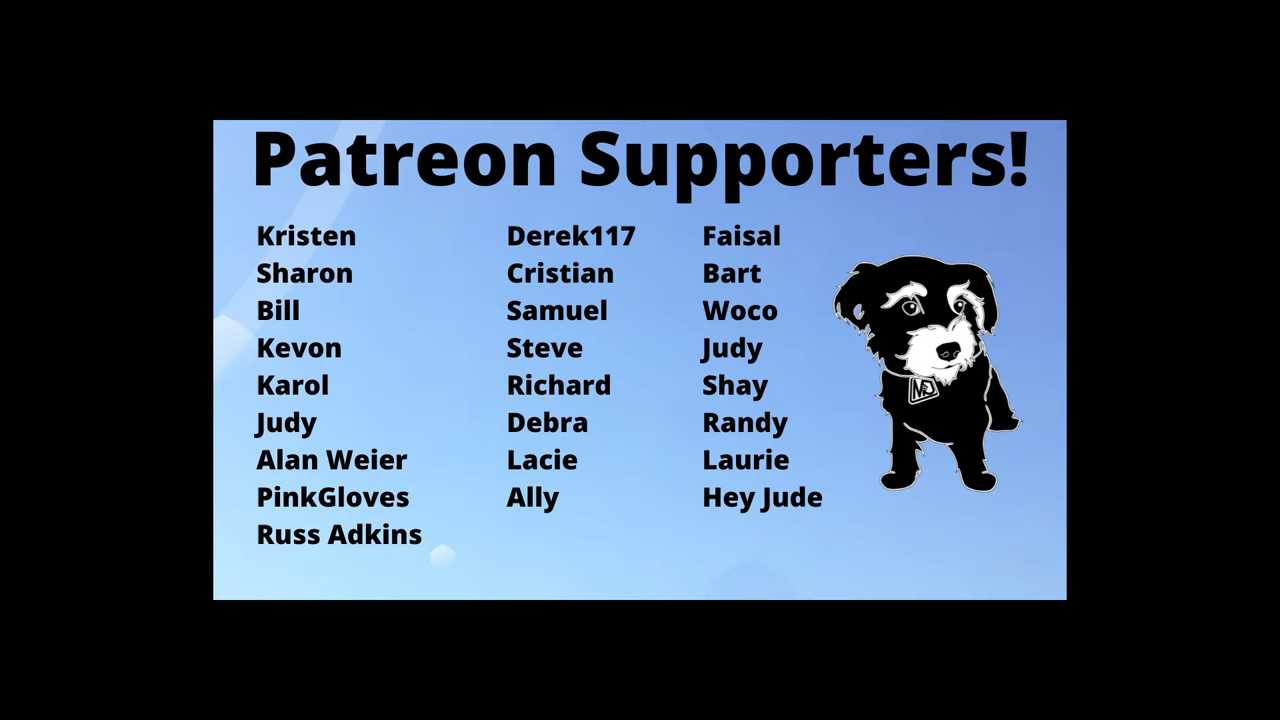 Patreon Supporters!
Kristen
Sharon
Bill
Kevon
Karol
Judy
Alan Weier
PinkGloves
Russ Adkins
Derek117
Cristian
Samuel
Steve
Richard
Debra
Lacie
Ally
Faisal
Bart
Woco
Judy
Shay
Randy
Laurie
Hey Jude